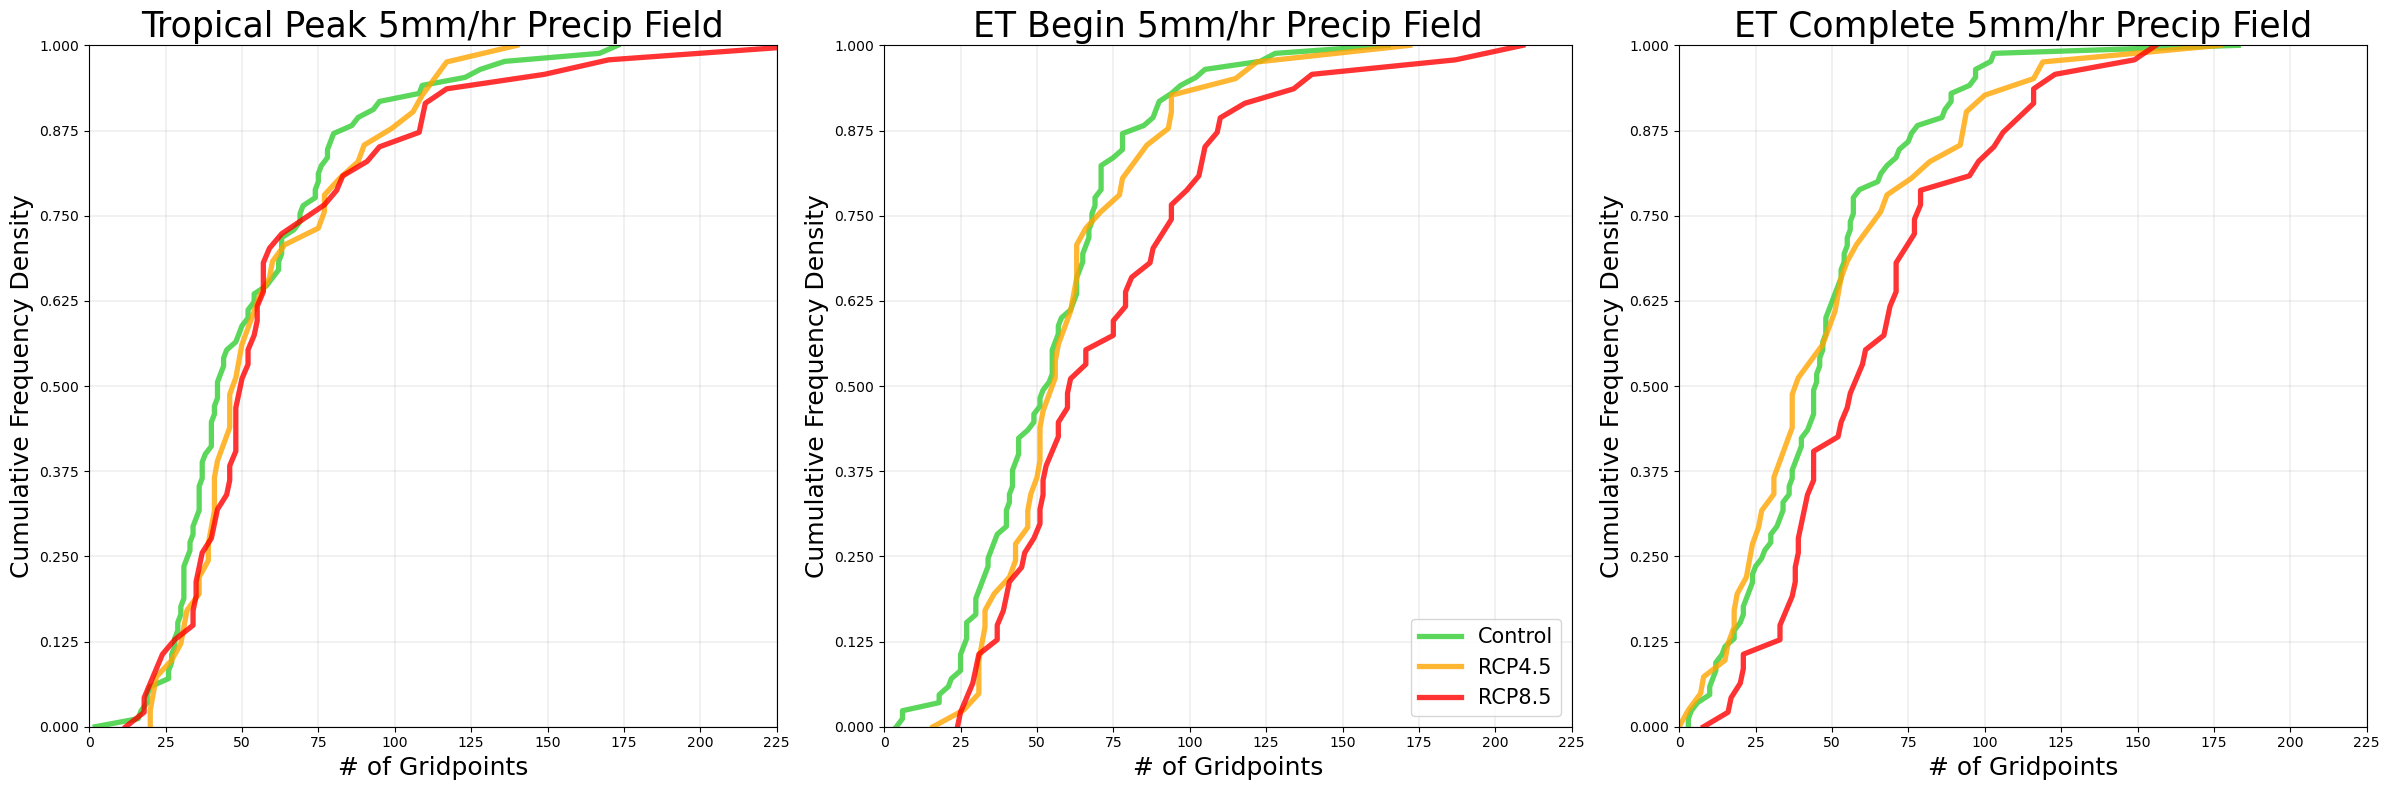 Tropical Peak 5mm/hr Precip Field
1.000
0.875
0.750
0.625
0.500
0.375
0.250
0.125
0.000
Cumulative Frequency Density
0 25 50 75 100 125 150 175 200 225
# of Gridpoints
ET Begin 5mm/hr Precip Field
1.000
0.875
0.750
0.625
0.500
0.375
0.250
0.125
0.000
Cumulative Frequency Density
Control
RCP4.5
RCP8.5
0 25 50 75 100 125 150 175 200 225
# of Gridpoints
ET Complete 5mm/hr Precip Field
1.000
0.875
0.750
0.625
0.500
0.375
0.250
0.125
0.000
Cumulative Frequency Density
0 25 50 75 100 125 150 175 200 225
# of Gridpoints